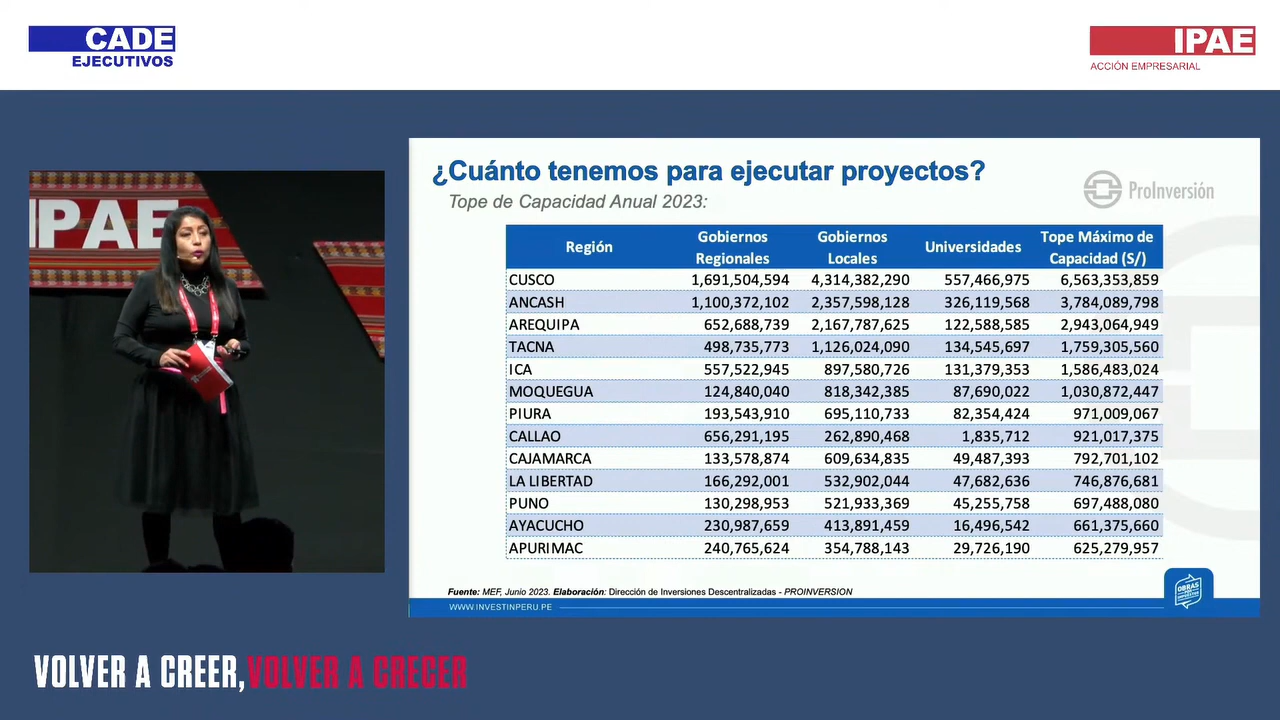 CADE
EJECUTIVOS
IPAE
ACCIÓN EMPRESARIAL
IPAE
¿Cuánto tenemos para ejecutar proyectos?
Tope de Capacidad Anual 2023:
ProInversión
Región Gobiernos Regionales Gobiernos Locales Universidades Tope Máximo de Capacidad (S/)
CUSCO 1,691,504,594 4,314,382,290 557,466,975 6,563,353,859
ANCASH 1,100,372,102 2,357,598,128 326,119,568 3,784,089,798
AREQUIPA 652,688,739 2,167,787,625 122,588,585 2,943,064,949
TACNA 498,735,773 1,126,024,090 134,545,697 1,759,305,560
ICA 557,522,945 897,580,726 131,379,353 1,586,483,024
MOQUEGUA 124,840,040 818,342,385 87,690,022 1,030,872,447
PIURA 193,543,910 695,110,733 82,354,424 971,009,067
CALLAO 656,291,195 262,890,468 1,835,712 921,017,375
CAJAMARCA 133,578,874 609,634,835 49,487,393 792,701,102
LA LIBERTAD 166,292,001 532,902,044 47,682,636 746,876,681
PUNO 130,298,953 521,933,369 45,255,758 697,488,080
AYACUCHO 230,987,659 413,891,459 16,496,542 661,375,660
APURIMAC 240,765,624 354,788,143 29,726,190 625,279,957
Fuente: MEF, Junio 2023. Elaboración: Dirección de Inversiones Descentralizadas - PROINVERSION
WWW.INVESTINPERU.PE
VOLVER A CREER, VOLVER A CRECER